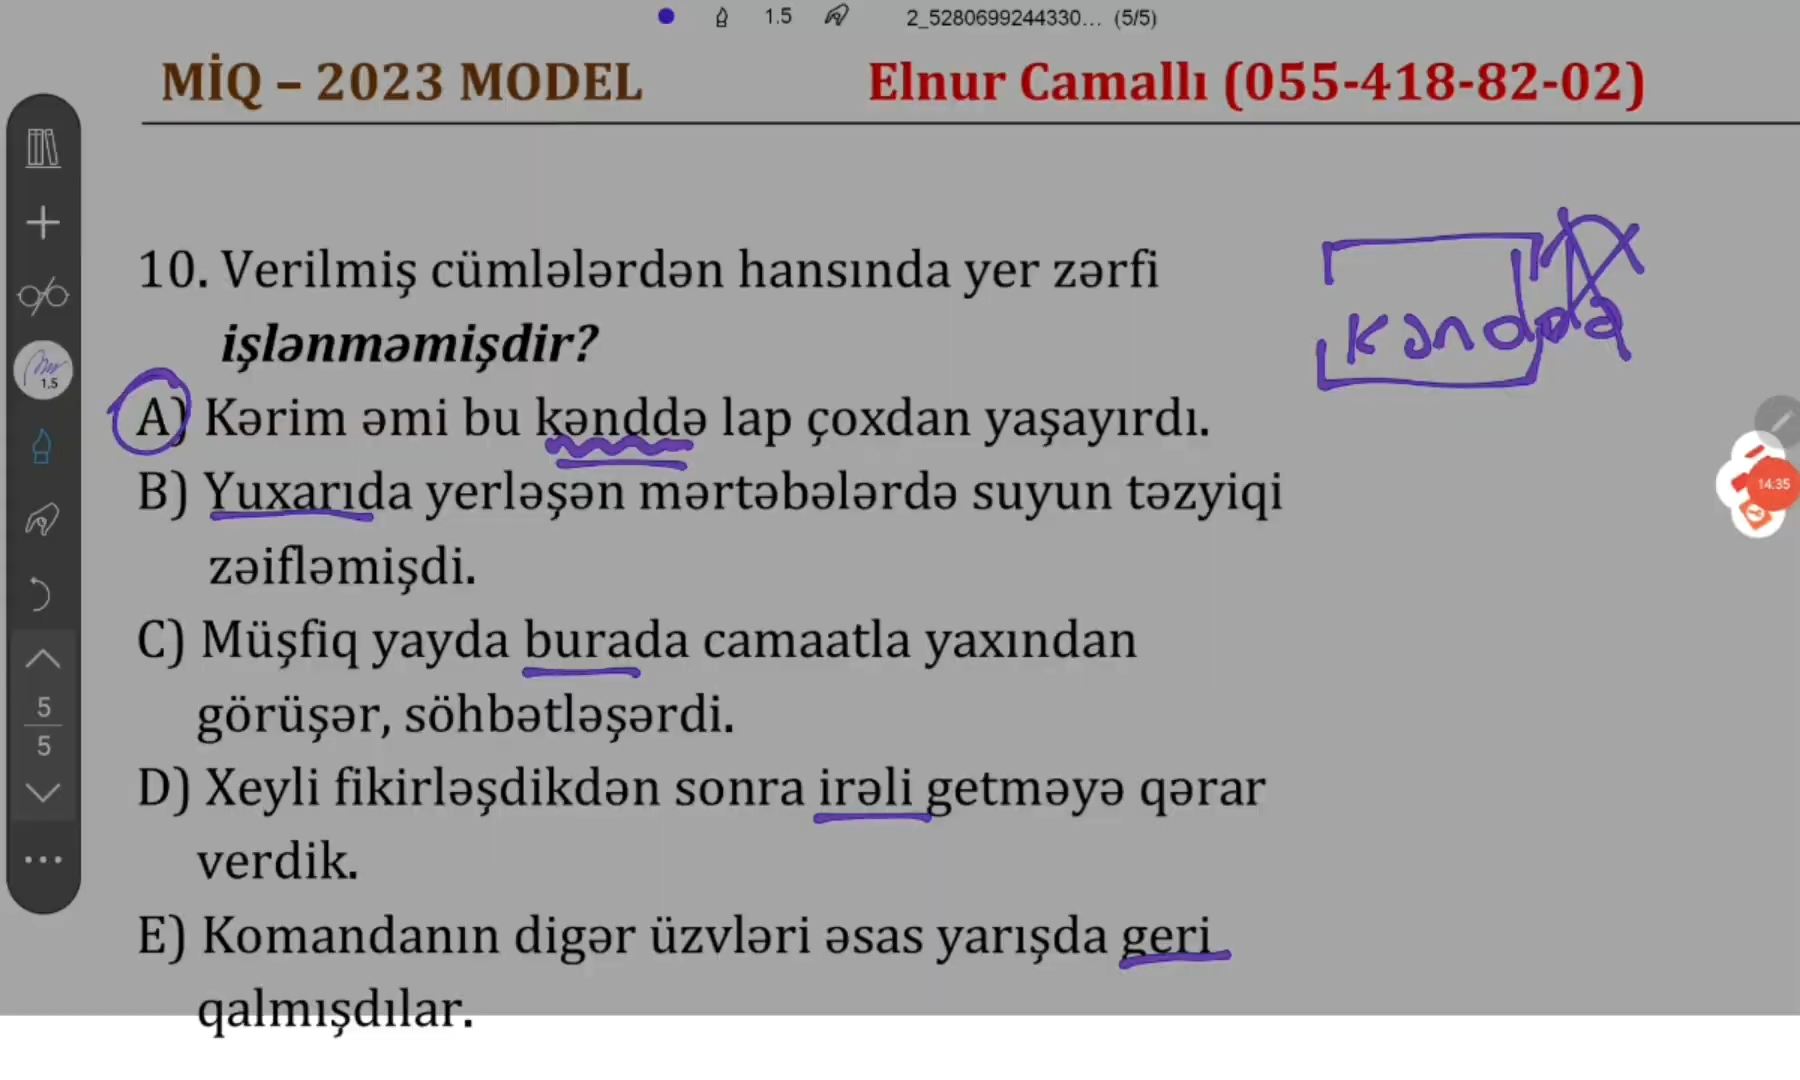 1.5 2_5280699244330... (5/5)
MİQ – 2023 MODEL Elnur Camallı (055-418-82-02)
10. Verilmiş cümlələrdən hansında yer zərfi
işlənməmişdir?
kənddə
A) Kərim əmi bu kənddə lap çoxdan yaşayırdı.
1.5
B) Yuxarıda yerləşən mərtəbələrdə suyun təzyiqi
14:35
zəifləmişdi.
C) Müşfiq yayda burada camaatla yaxından
görüşər, söhbətləşərdi.
5
5
D) Xeyli fikirləşdikdən sonra irəli getməyə qərar
verdik.
E) Komandanın digər üzvləri əsas yarışda geri
qalmışdılar.